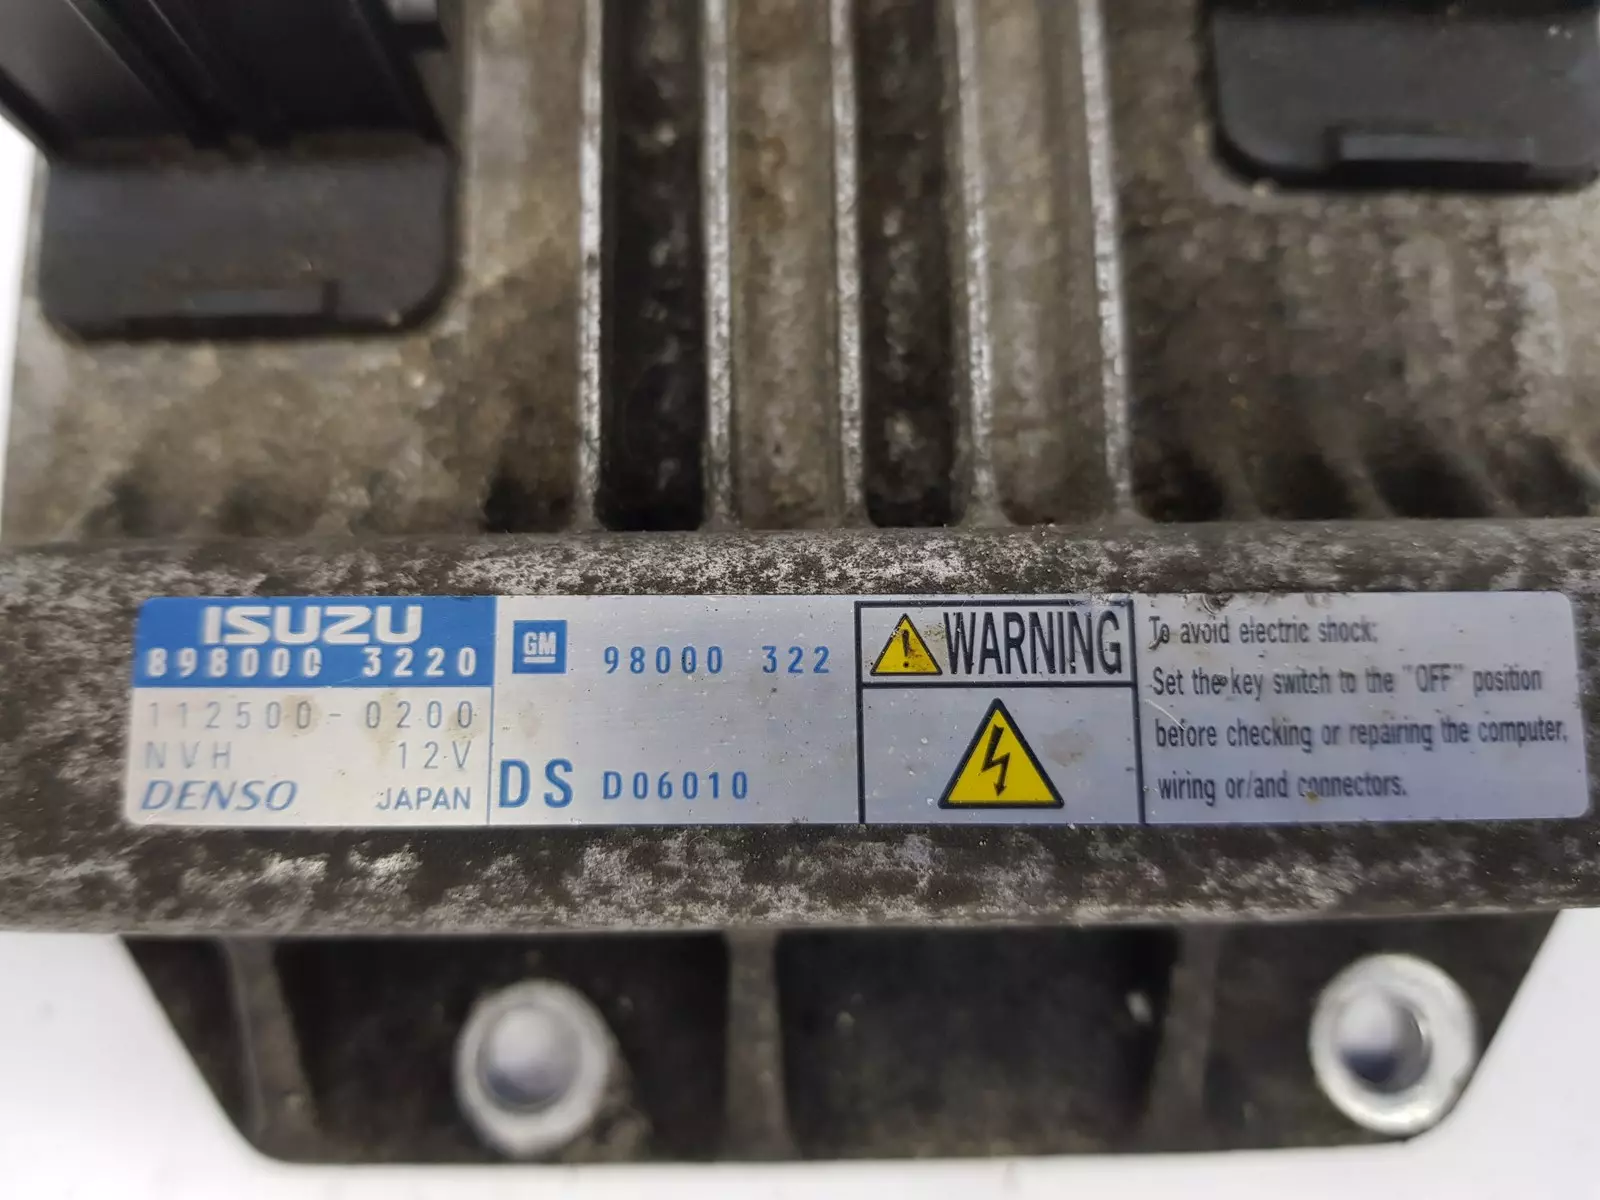 ISUZU
898000 3220
112500-0200
NVH 12V
DENSO JAPAN
GM 98000 322
DS D06010
WARNING
To avoid electric shock;
Set the key switch to the "OFF" position
before checking or repairing the computer,
wiring or/and connectors.